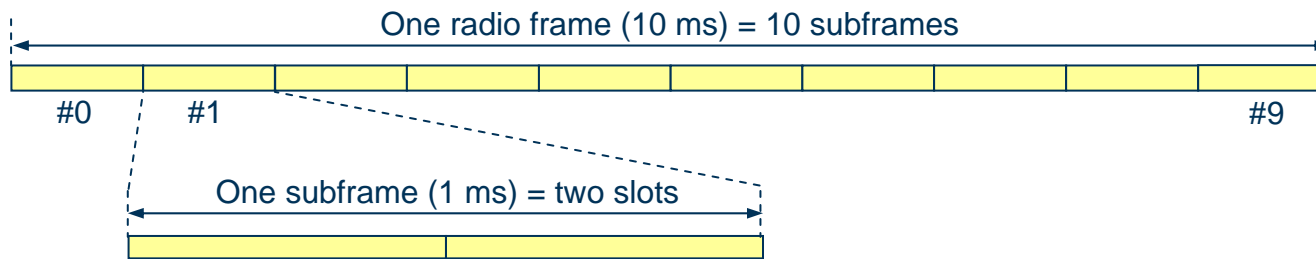 One radio frame (10 ms) = 10 subframes
#0 #1 #9
One subframe (1 ms) = two slots